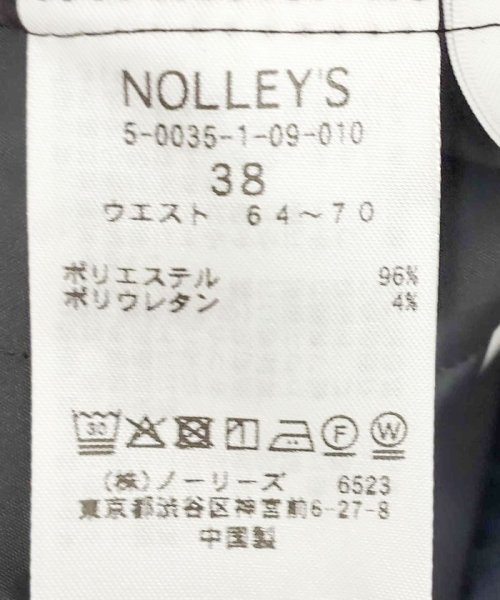 NOLLEY'S
5-0035-1-09-010
38
ウエスト 64～70
ポリエステル 96%
ポリウレタン 4%
30 F W
(株)ノーリーズ 6523
東京都渋谷区神宮前6-27-8
中国製